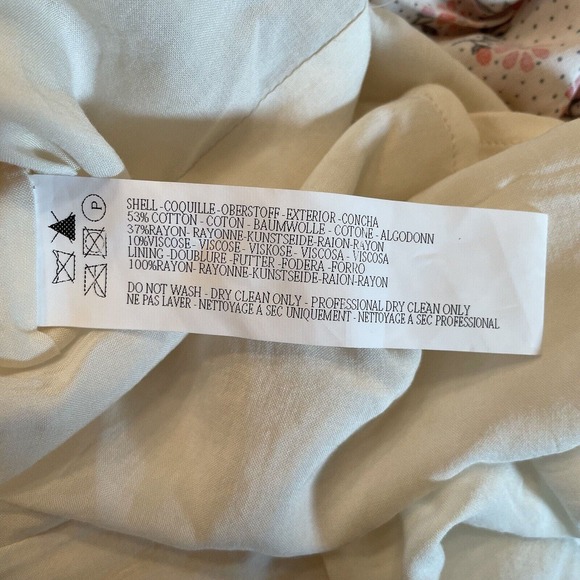 P
SHELL - COQUILLE - OBERSTOFF - EXTERIOR - CONCHA
53% COTTON - COTON - BAUMWOLLE - COTONE - ALGODONN
37%RAYON- RAYONNE-KUNSTSEIDE-RAION-RAYON
10%VISCOSE - VISCOSE - VISKOSE - VISCOSA - VISCOSA
LINING - DOUBLURE -FUTTER -FODERA -FORRO
100%RAYON-RAYONNE-KUNSTSEIDE-RAION-RAYON
DO NOT WASH - DRY CLEAN ONLY - PROFESSIONAL DRY CLEAN ONLY
NE PAS LAVER - NETTOYAGE A SEC UNIQUEMENT - NETTOYAGE A SEC PROFESSIONAL